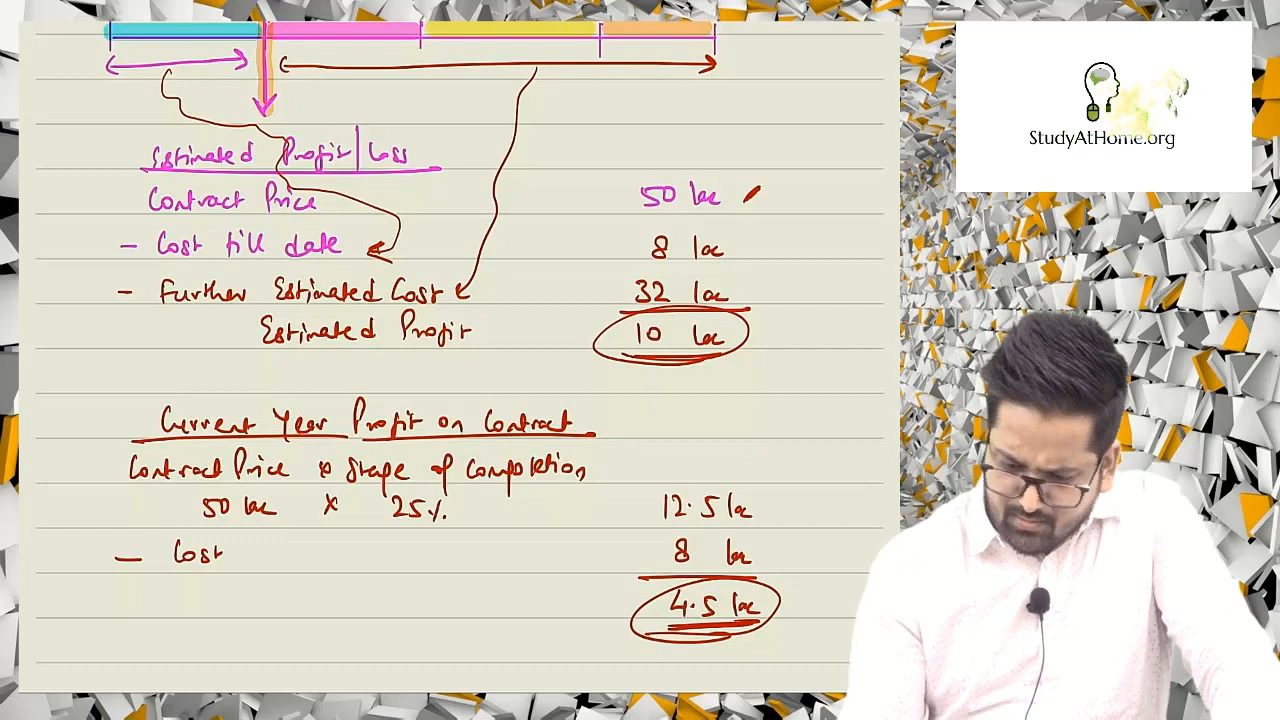 StudyAtHome.org
Estimated Profit | Loss
Contract Price 50 lac
- Cost till date 8 lac
- Further Estimated Cost 32 lac
Estimated Profit 10 lac
Current Year Profit on Contract
Contract Price x Stage of Completion
50 lac x 25% 12.5 lac
- Cost 8 lac
4.5 lac